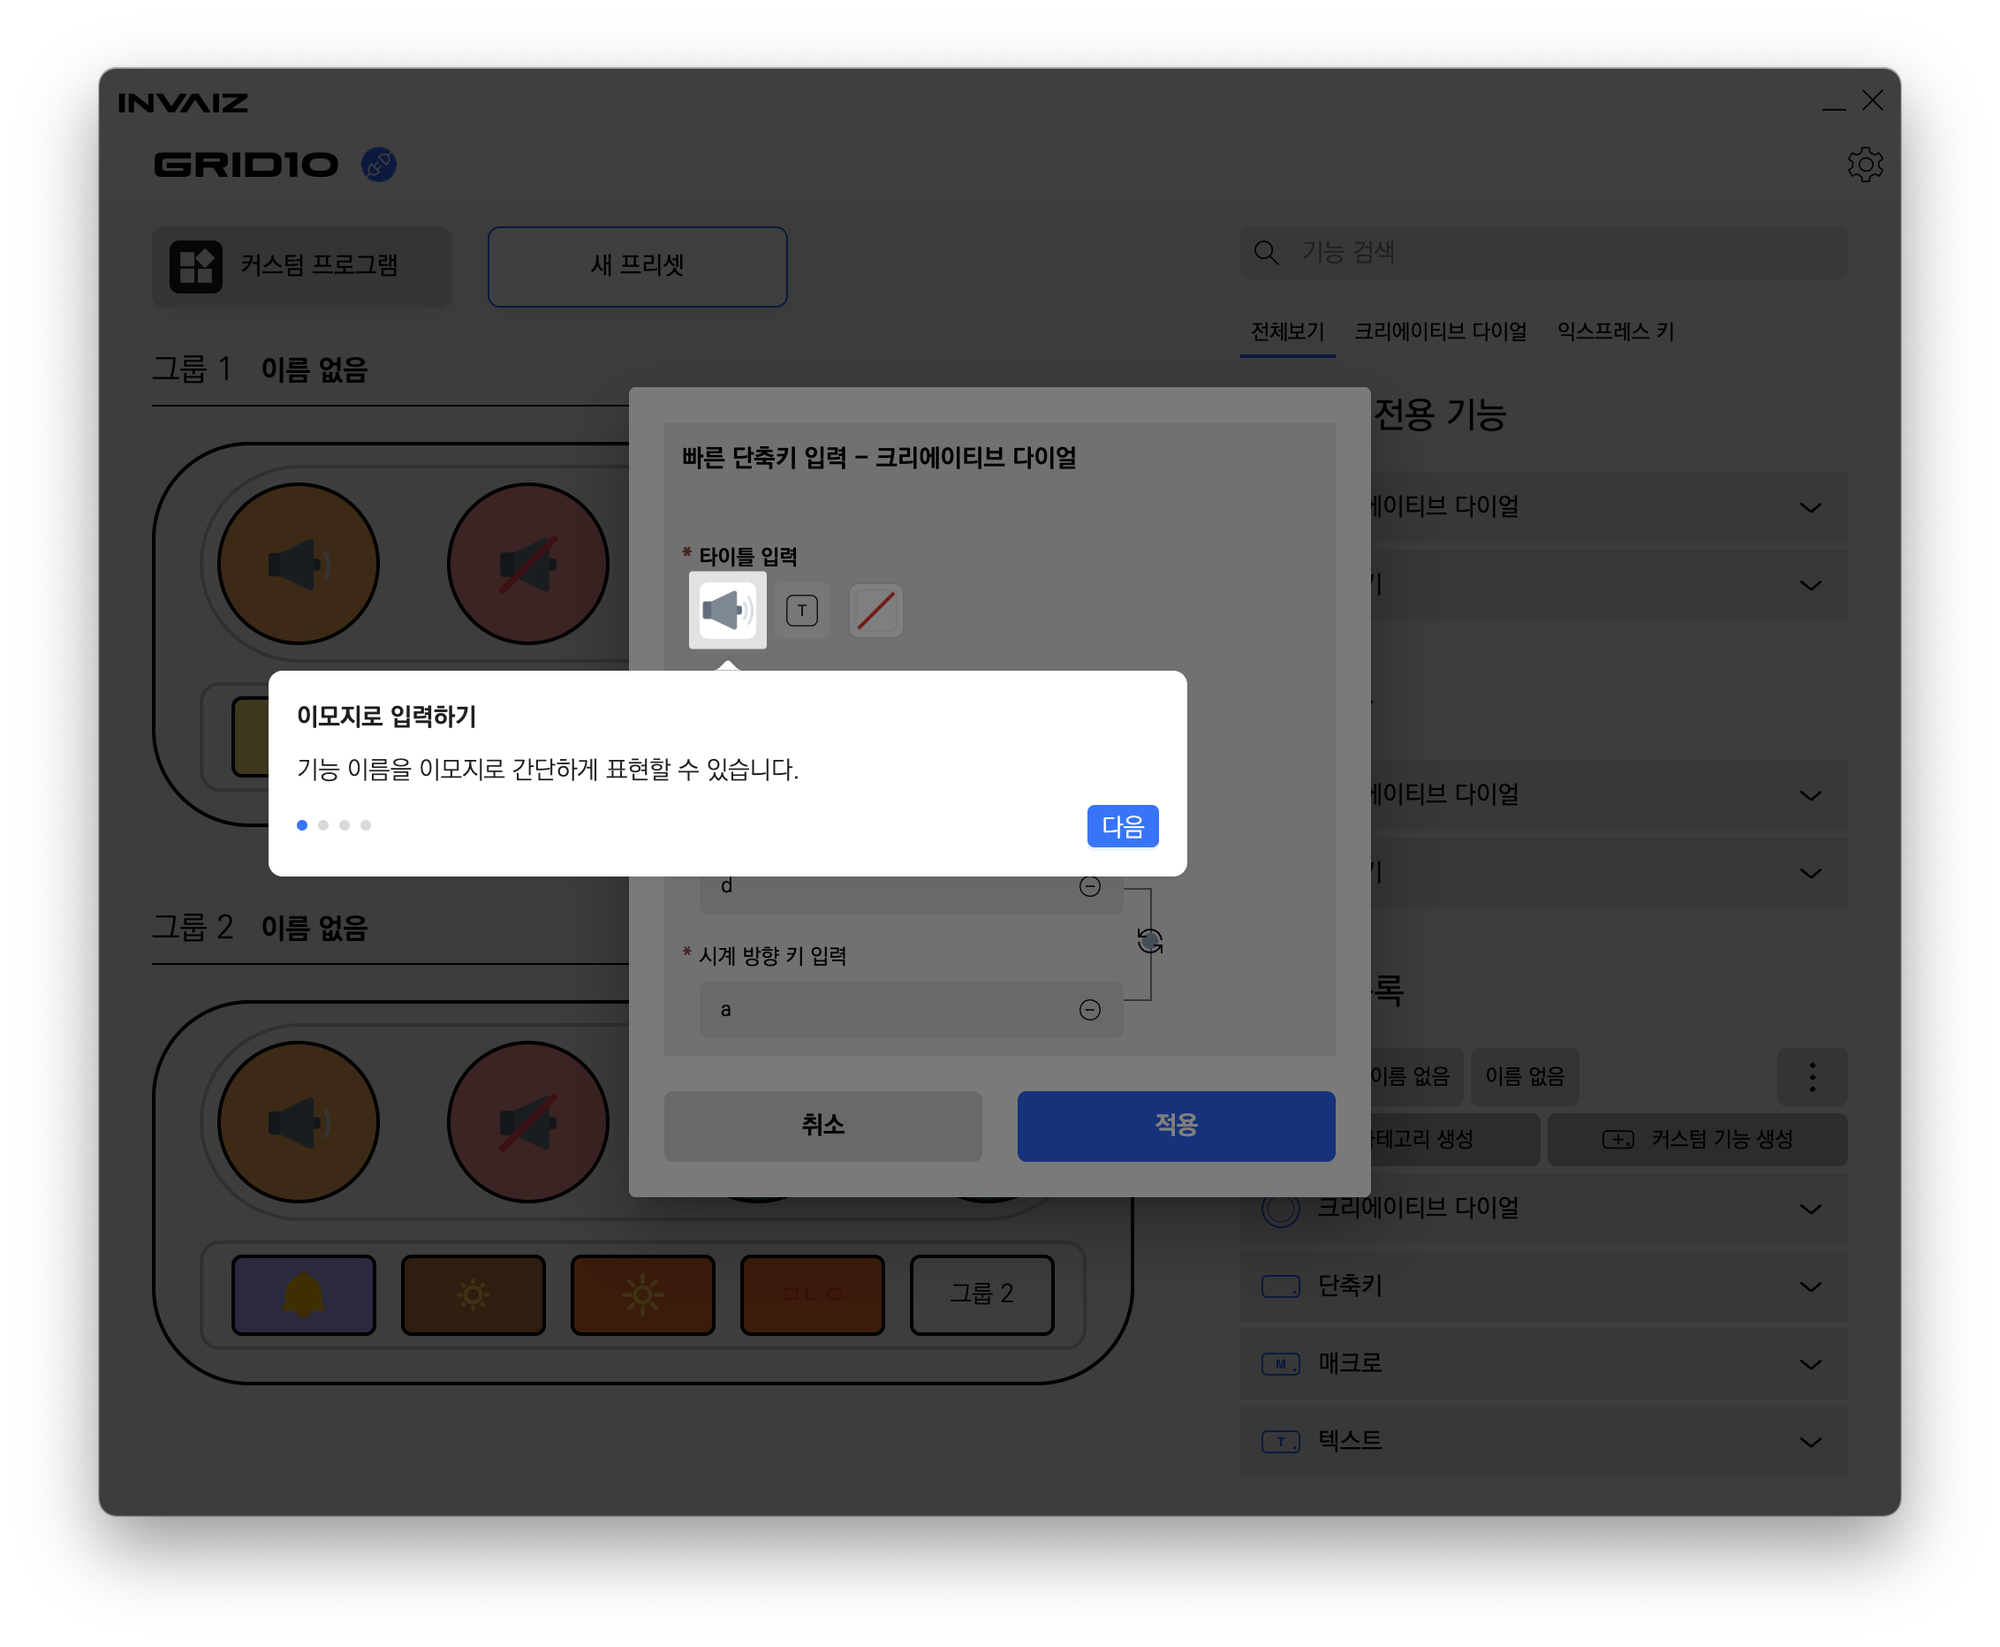 INVAIZ
GRID10
커스텀 프로그램
새 프리셋
기능 검색
전체보기 크리에이티브 다이얼 익스프레스 키
그룹 1 이름 없음
전용 기능
빠른 단축키 입력 – 크리에이티브 다이얼
에이티브 다이얼
* 타이틀 입력
T
이모지로 입력하기
기능 이름을 이모지로 간단하게 표현할 수 있습니다.
다음
에이티브 다이얼
d
그룹 2 이름 없음
* 시계 방향 키 입력
a
록
이름 없음
이름 없음
취소
적용
테고리 생성
커스텀 기능 생성
크리에이티브 다이얼
단축키
M 매크로
T 텍스트
ㅁㄴㅇ
그룹 2